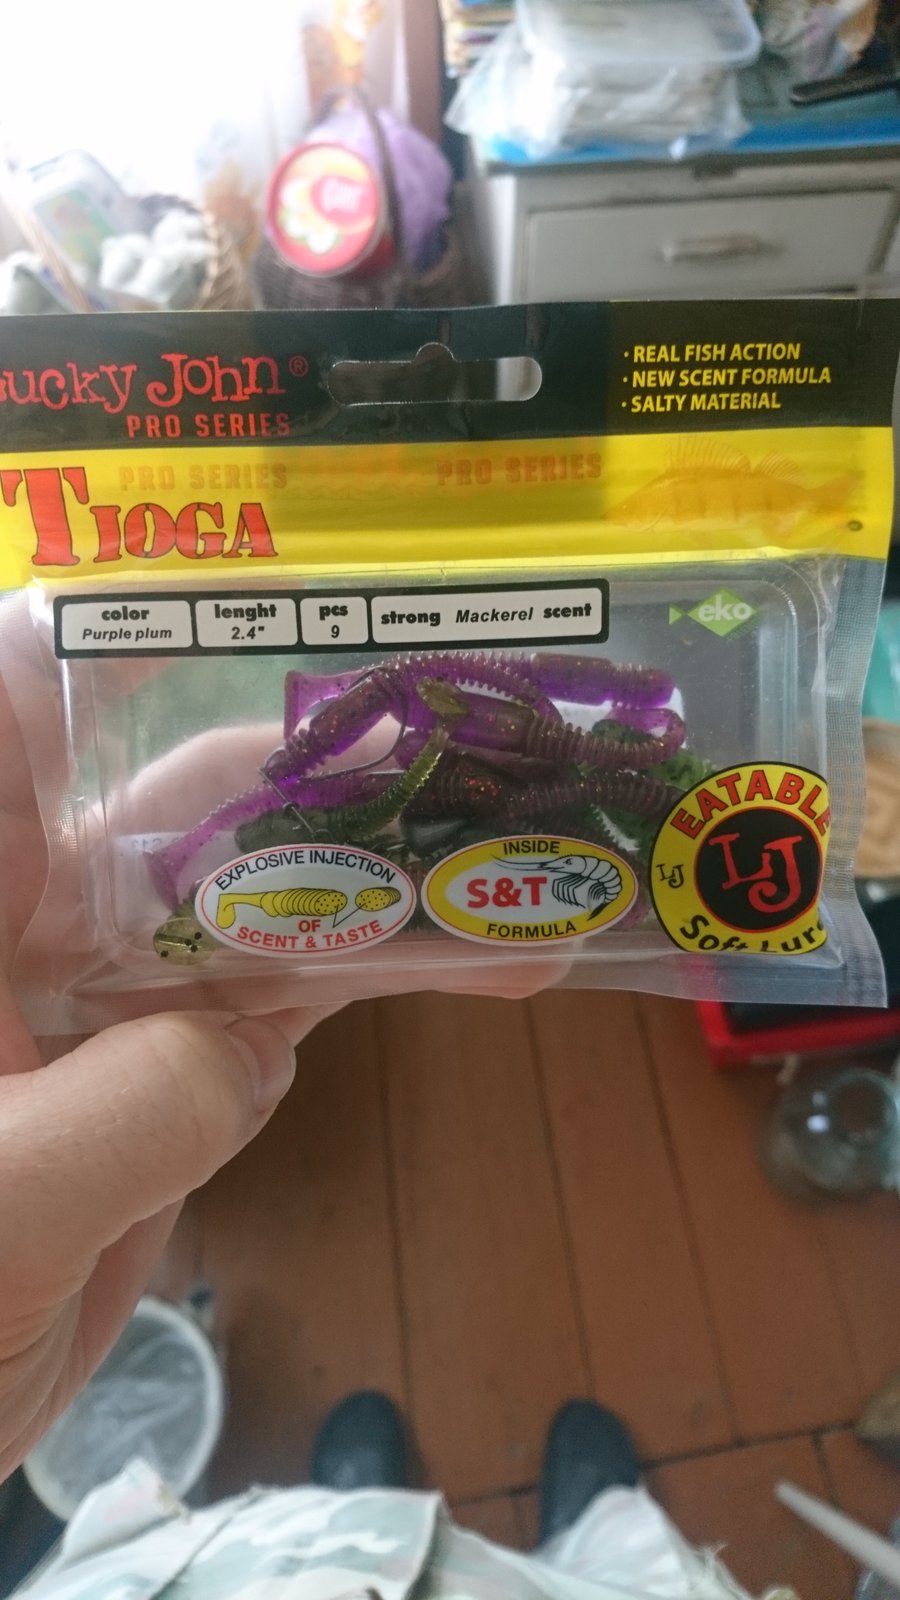 ucky John®
PRO SERIES
· REAL FISH ACTION
· NEW SCENT FORMULA
· SALTY MATERIAL
PRO SERIES PRO SERIES
TIOGA
color
Purple plum
lenght
2.4"
pcs
9
strong Mackerel scent
eko
EXPLOSIVE INJECTION
OF
SCENT & TASTE
INSIDE
S&T
FORMULA
EATABL
LJ
LJ
Soft Lure